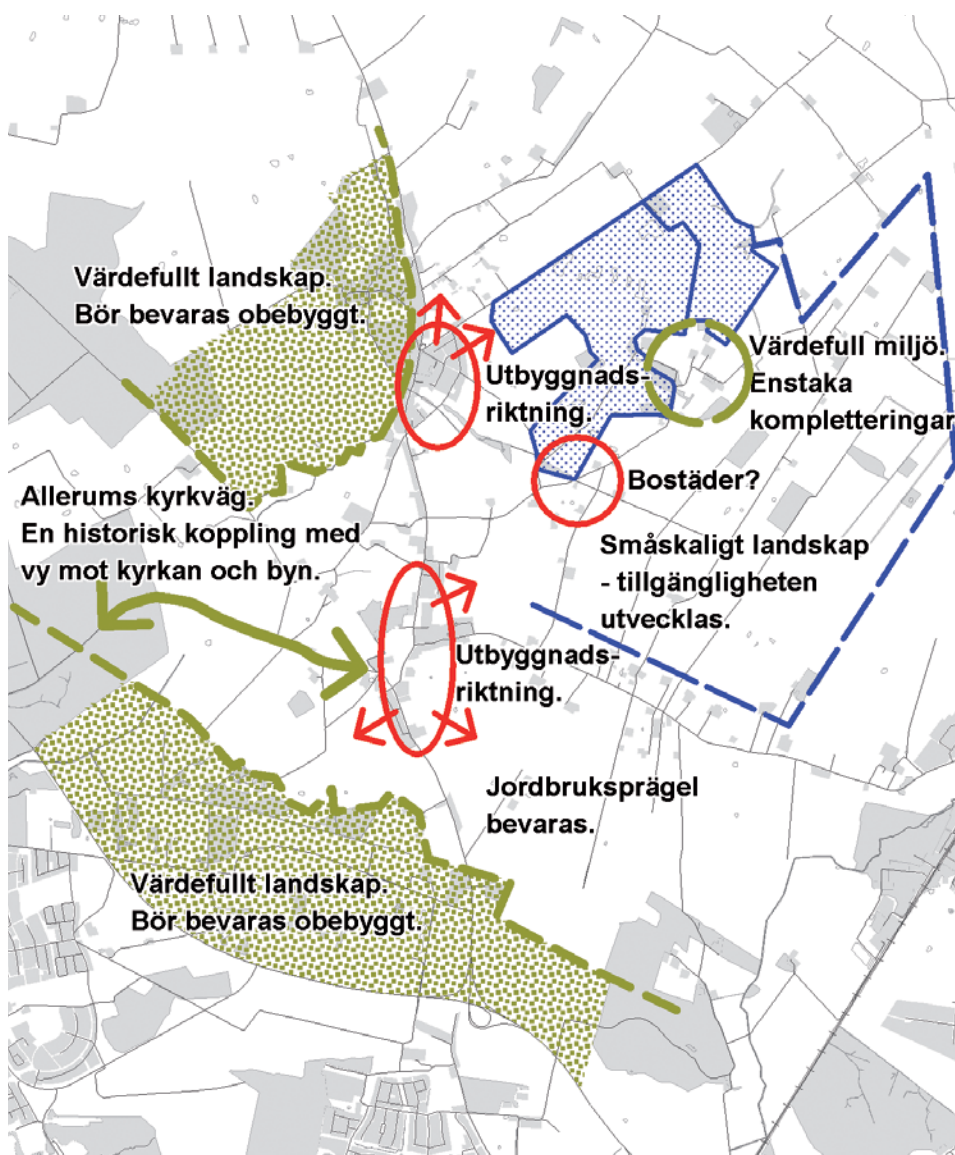 Värdefullt landskap.
Bör bevaras obebyggt.
Utbyggnads-
riktning.
Värdefull miljö.
Enstaka
kompletteringar
Allerums kyrkväg.
En historisk koppling med
vy mot kyrkan och byn.
Bostäder?
Småskaligt landskap
- tillgängligheten
utvecklas.
Utbyggnads-
riktning.
Jordbruksprägel
bevaras.
Värdefullt landskap.
Bör bevaras obebyggt.